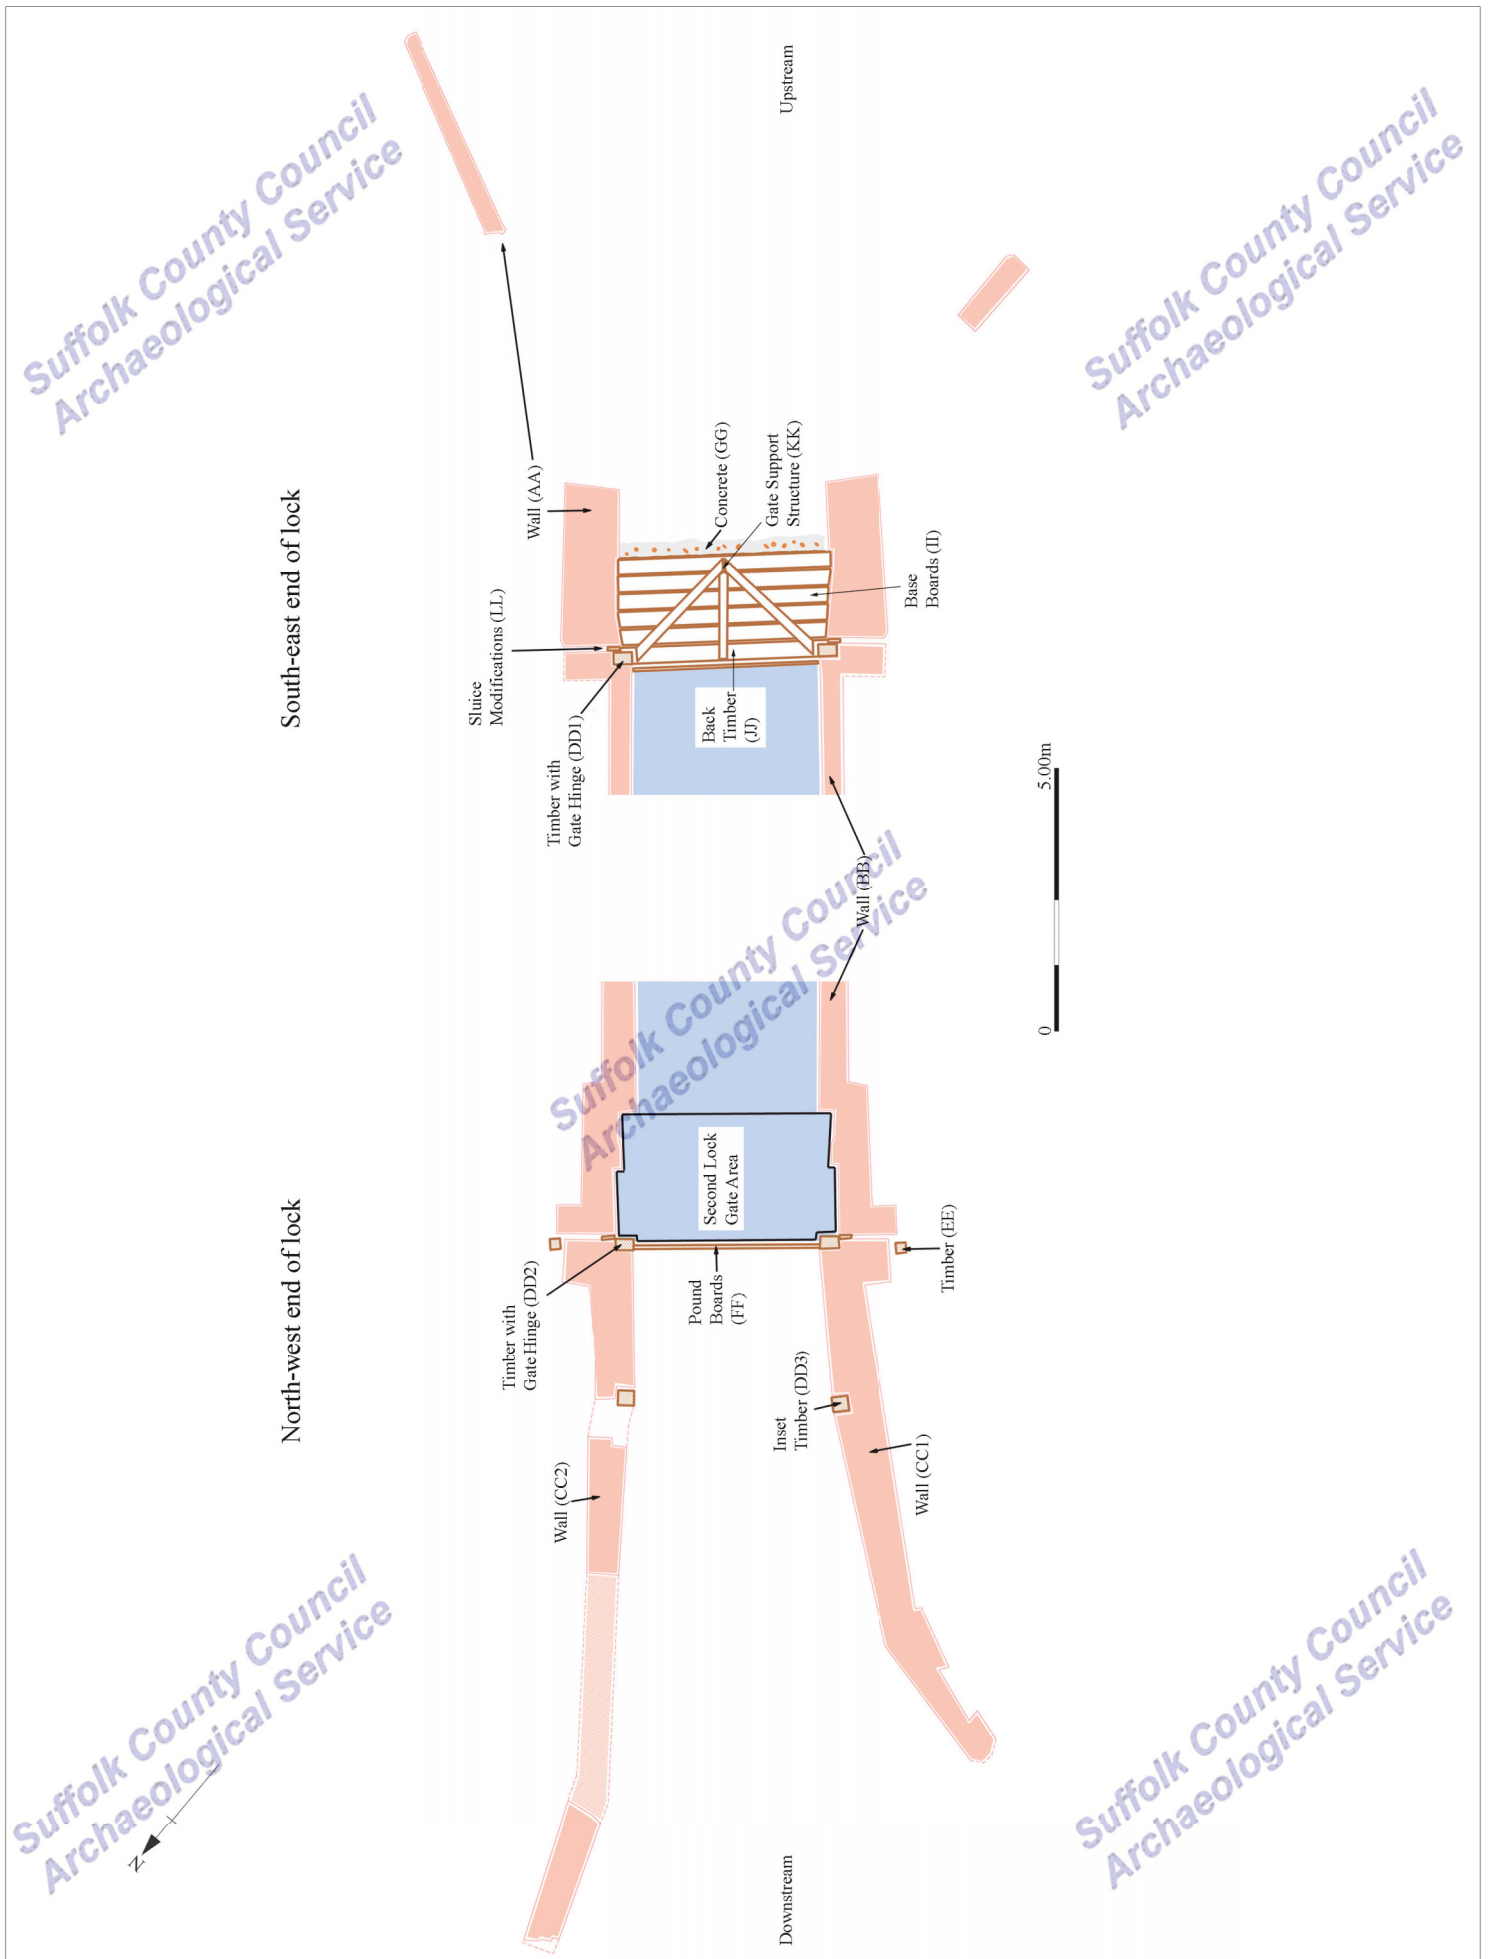 Upstream
South-east end of lock
Wall (AA)
Concrete (GG)
Gate Support
Structure (KK)
Base
Boards (II)
Sluice
Modifications (LL)
Timber with
Gate Hinge (DD1)
Back
Timber
(JJ)
Wall (BB)
0
5.00m
North-west end of lock
Second Lock
Gate Area
Timber with
Gate Hinge (DD2)
Pound
Boards
(FF)
Timber (EE)
Inset
Timber (DD3)
Wall (CC2)
Wall (CC1)
N
Downstream
Suffolk County Council
Archaeological Service
Suffolk County Council
Archaeological Service
Suffolk County Council
Archaeological Service
Suffolk County Council
Archaeological Service
Suffolk County Council
Archaeological Service